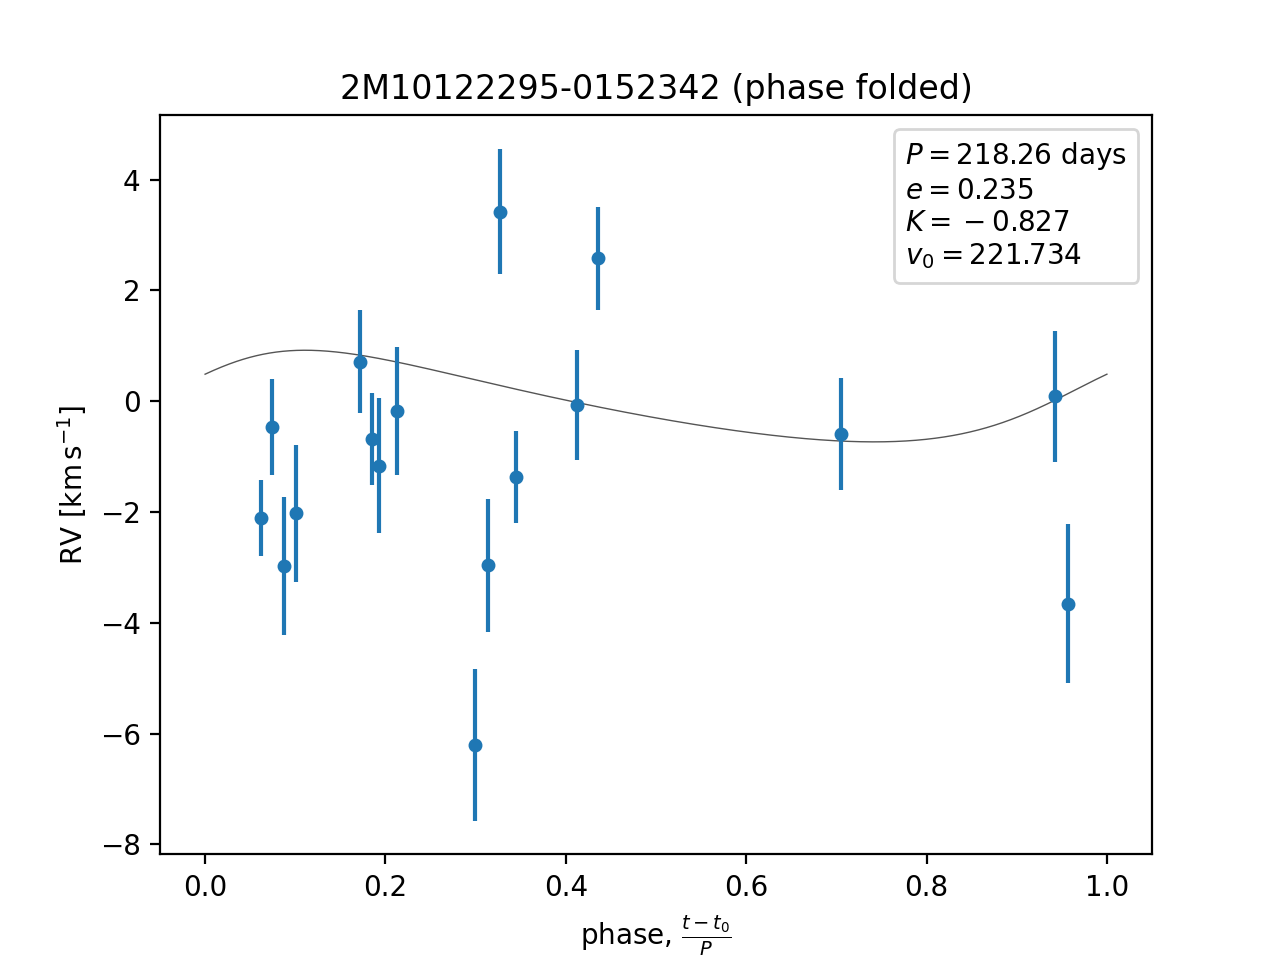 2M10122295-0152342 (phase folded)
P = 218.26 days
e = 0.235
K = −0.827
v₀ = 221.734
4
2
0
−2
−4
−6
−8
RV [km s⁻¹]
0.0 0.2 0.4 0.6 0.8 1.0
phase, (t − t₀)/P